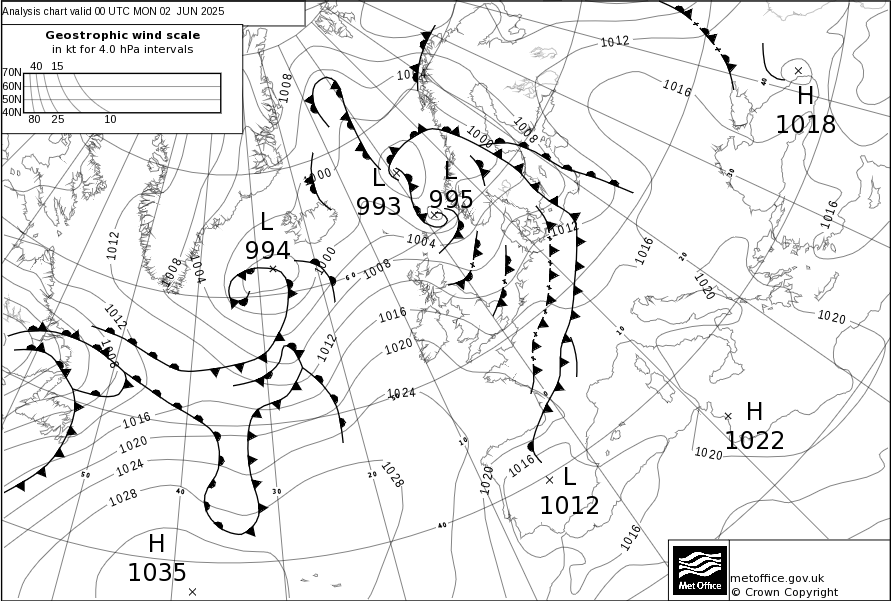 Analysis chart valid 00 UTC MON 02 JUN 2025
Geostrophic wind scale
in kt for 4.0 hPa intervals
40 15
70N
60N
50N
40N
80 25 10
1012
1016
H
1018
1008
1008
1008
1000
L
993
L
995
L
994
1004
1012
1016
1016
1012
1008
1004
1000
1008
1012
1008
1016
1020
1012
1024
1020
1020
1016
1020
1024
1028
1028
1020
1016
H
1022
1020
L
1012
1016
H
1035
60
50
40
30
20
10
40
50
10
20
30
40
metoffice.gov.uk
© Crown Copyright
Met Office